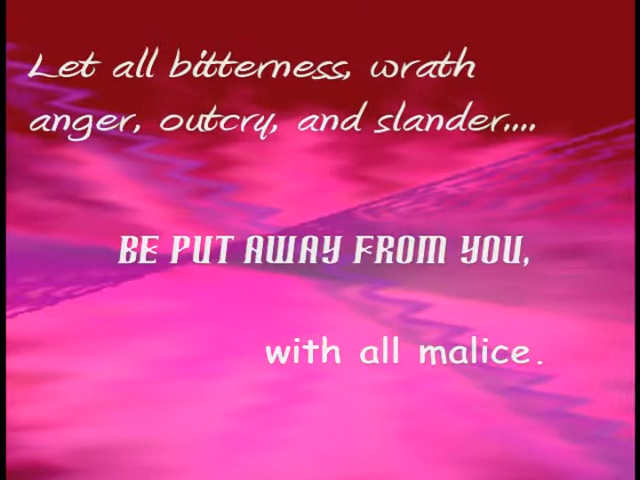 Let all bitterness, wrath
anger, outcry, and slander....
BE PUT AWAY FROM YOU,
with all malice.